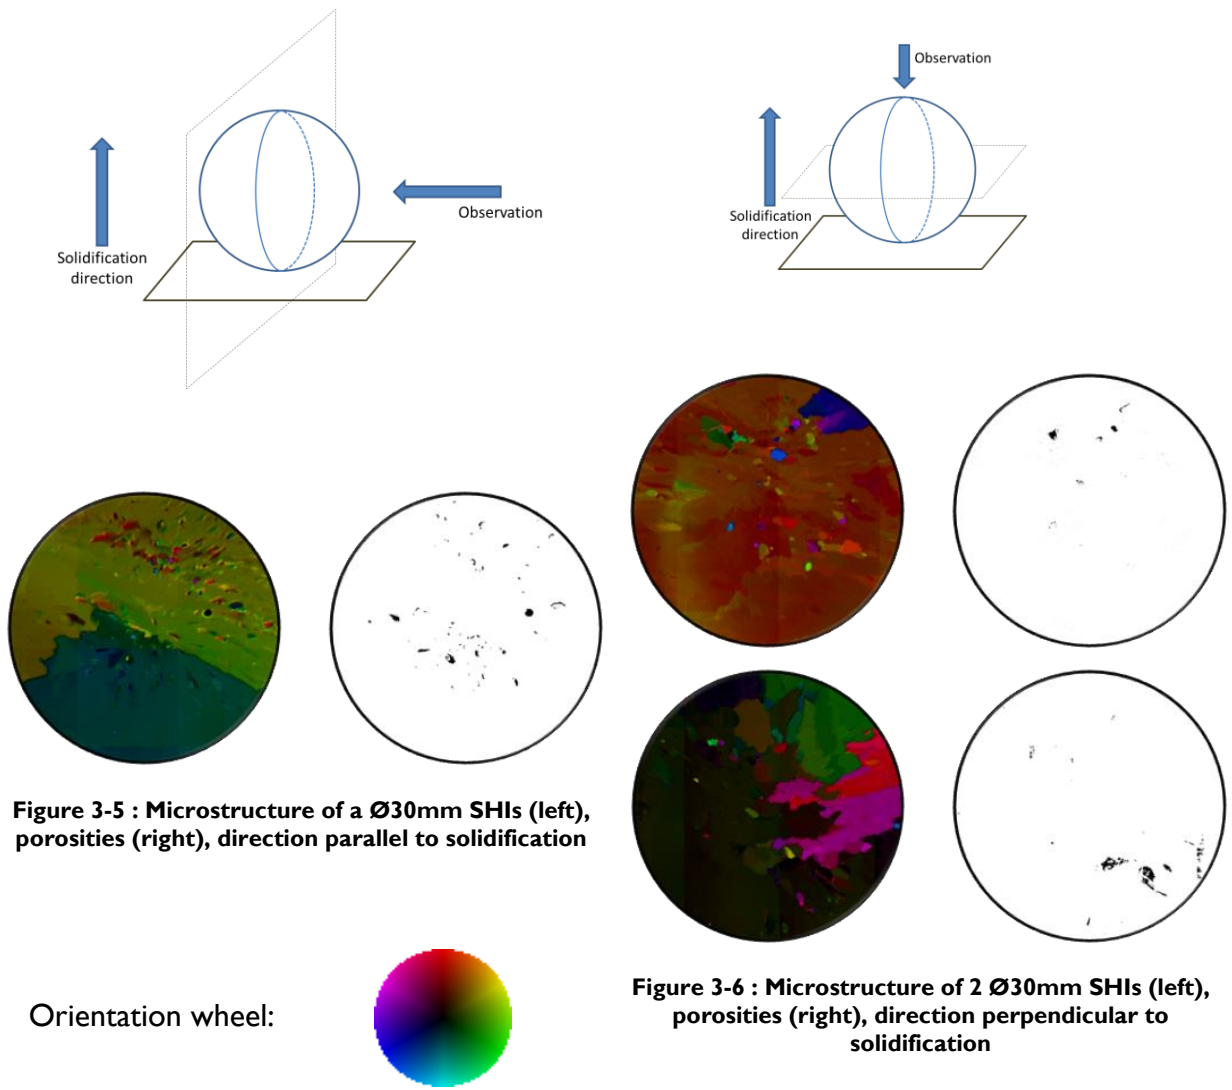 Solidification
direction
Observation
Figure 3-5 : Microstructure of a Ø30mm SHIs (left),
porosities (right), direction parallel to solidification
Orientation wheel:
Observation
Solidification
direction
Figure 3-6 : Microstructure of 2 Ø30mm SHIs (left),
porosities (right), direction perpendicular to
solidification